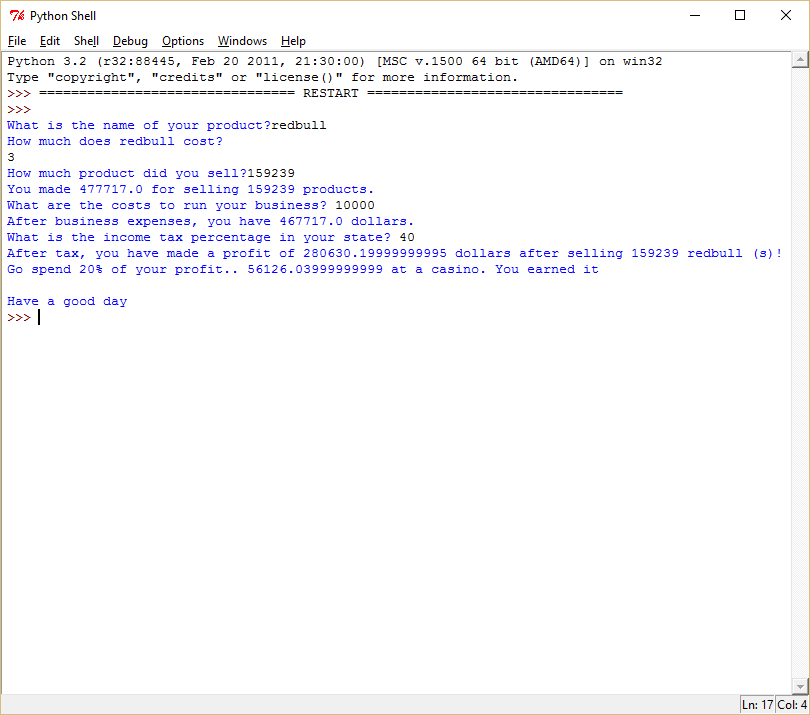 Python Shell
File Edit Shell Debug Options Windows Help
Python 3.2 (r32:88445, Feb 20 2011, 21:30:00) [MSC v.1500 64 bit (AMD64)] on win32
Type "copyright", "credits" or "license()" for more information.
>>> ================================ RESTART ================================
>>>
What is the name of your product?redbull
How much does redbull cost?
3
How much product did you sell?159239
You made 477717.0 for selling 159239 products.
What are the costs to run your business? 10000
After business expenses, you have 467717.0 dollars.
What is the income tax percentage in your state? 40
After tax, you have made a profit of 280630.19999999995 dollars after selling 159239 redbull (s)!
Go spend 20% of your profit.. 56126.03999999999 at a casino. You earned it
Have a good day
>>>
Ln: 17 Col: 4